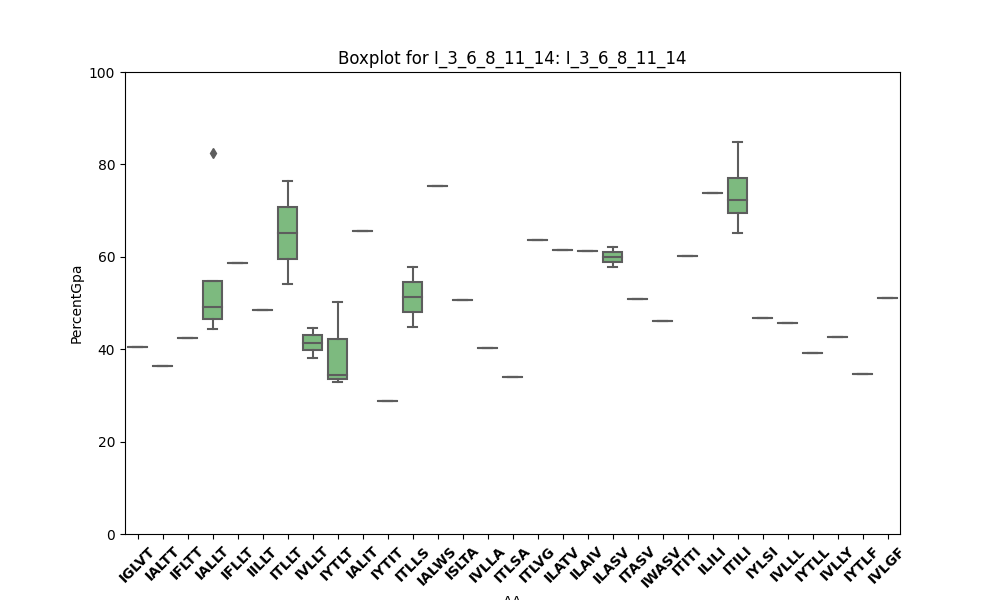 Boxplot for I_3_6_8_11_14: I_3_6_8_11_14
PercentGpa
100
80
60
40
20
0
IGLVT
IALTT
IFLTT
IALLT
IFLLT
IILLT
ITLLT
IVLLT
IYTLT
IALIT
IYTIT
ITLLS
IALWS
ISLTA
IVLLA
ITLSA
ITLVG
ILATV
ILAIV
ILASV
ITASV
IWASV
ITITI
ILILI
ITILI
IYLSI
IVLLL
IYTLL
IVLLY
IYTLF
IVLGF
AA